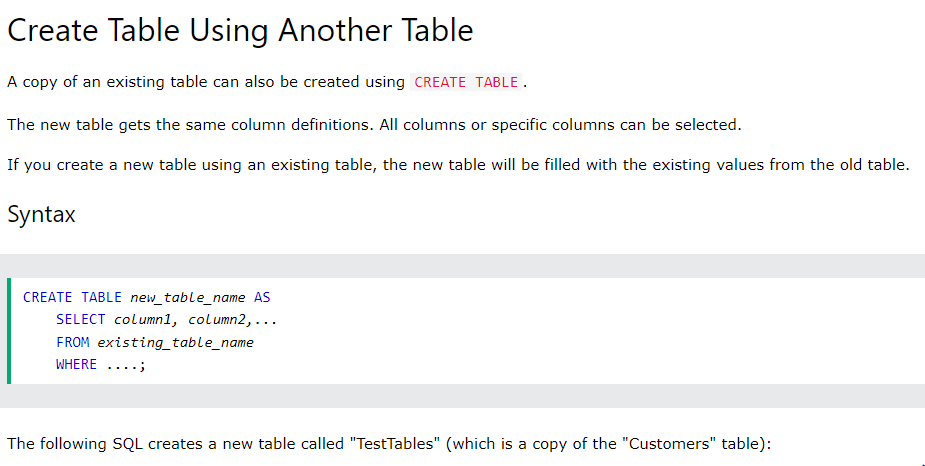 Create Table Using Another Table
A copy of an existing table can also be created using CREATE TABLE.
The new table gets the same column definitions. All columns or specific columns can be selected.
If you create a new table using an existing table, the new table will be filled with the existing values from the old table.
Syntax
CREATE TABLE new_table_name AS
    SELECT column1, column2,...
    FROM existing_table_name
    WHERE ....;
The following SQL creates a new table called "TestTables" (which is a copy of the "Customers" table):